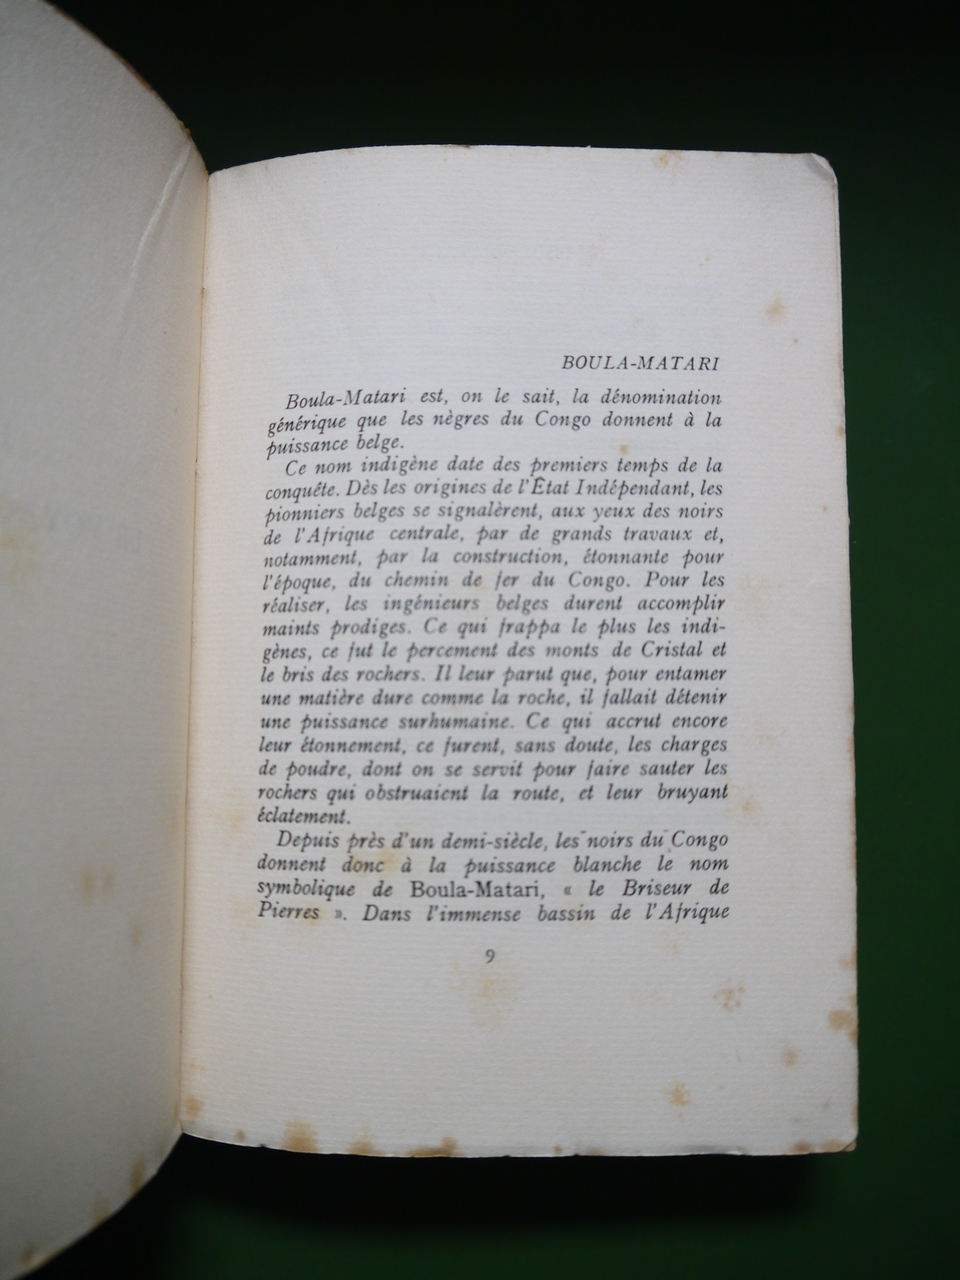 BOULA-MATARI
Boula-Matari est, on le sait, la dénomination
générique que les nègres du Congo donnent à la
puissance belge.
Ce nom indigène date des premiers temps de la
conquête. Dès les origines de l'État Indépendant, les
pionniers belges se signalèrent, aux yeux des noirs
de l'Afrique centrale, par de grands travaux et,
notamment, par la construction, étonnante pour
l'époque, du chemin de fer du Congo. Pour les
réaliser, les ingénieurs belges durent accomplir
maints prodiges. Ce qui frappa le plus les indi-
gènes, ce fut le percement des monts de Cristal et
le bris des rochers. Il leur parut que, pour entamer
une matière dure comme la roche, il fallait détenir
une puissance surhumaine. Ce qui accrut encore
leur étonnement, ce furent, sans doute, les charges
de poudre, dont on se servit pour faire sauter les
rochers qui obstruaient la route, et leur bruyant
éclatement.
Depuis près d'un demi-siècle, les noirs du Congo
donnent donc à la puissance blanche le nom
symbolique de Boula-Matari, « le Briseur de
Pierres ». Dans l'immense bassin de l'Afrique
9